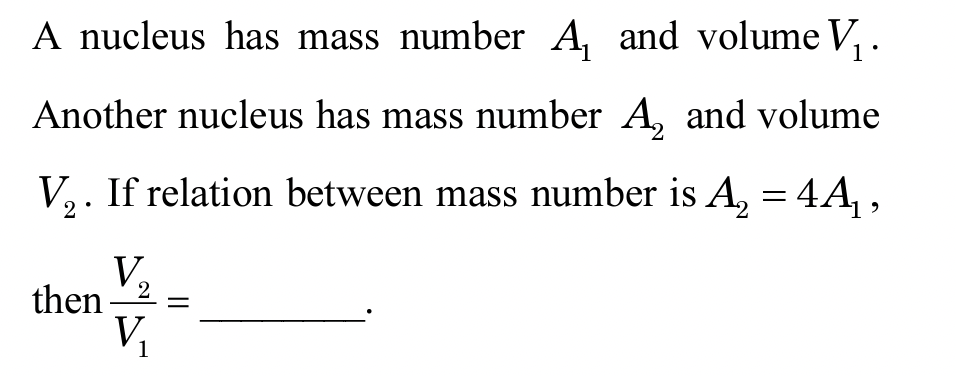 A nucleus has mass number $A_1$ and volume $V_1$.
Another nucleus has mass number $A_2$ and volume
$V_2$. If relation between mass number is $A_2 = 4A_1$,
then $\frac{V_2}{V_1}$ = ________.